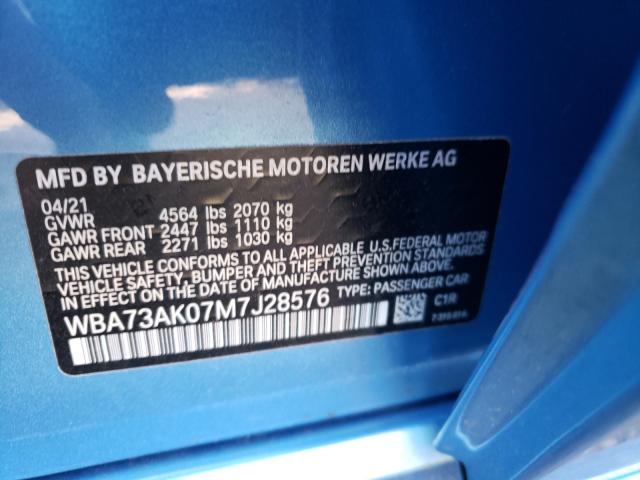 MFD BY BAYERISCHE MOTOREN WERKE AG
04/21
GVWR 4564 lbs 2070 kg
GAWR FRONT 2447 lbs 1110 kg
GAWR REAR 2271 lbs 1030 kg
THIS VEHICLE CONFORMS TO ALL APPLICABLE U.S.FEDERAL MOTOR
VEHICLE SAFETY, BUMPER AND THEFT PREVENTION STANDARDS
IN EFFECT ON THE DATE OF MANUFACTURE SHOWN ABOVE.
WBA73AK07M7J28576 TYPE: PASSENGER CAR
C1R